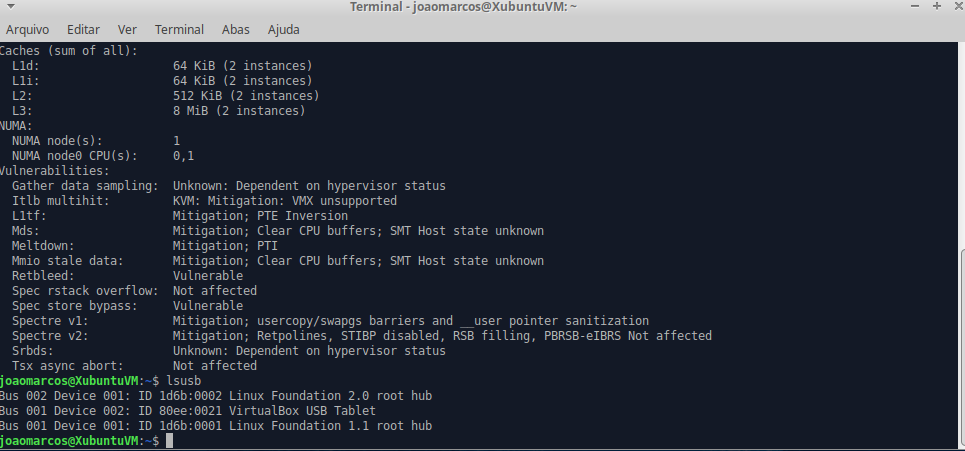 Terminal - joaomarcos@XubuntuVM: ~
Arquivo Editar Ver Terminal Abas Ajuda
Caches (sum of all):
L1d: 64 KiB (2 instances)
L1i: 64 KiB (2 instances)
L2: 512 KiB (2 instances)
L3: 8 MiB (2 instances)
NUMA:
NUMA node(s): 1
NUMA node0 CPU(s): 0,1
Vulnerabilities:
Gather data sampling: Unknown: Dependent on hypervisor status
Itlb multihit: KVM: Mitigation: VMX unsupported
L1tf: Mitigation; PTE Inversion
Mds: Mitigation; Clear CPU buffers; SMT Host state unknown
Meltdown: Mitigation; PTI
Mmio stale data: Mitigation; Clear CPU buffers; SMT Host state unknown
Retbleed: Vulnerable
Spec rstack overflow: Not affected
Spec store bypass: Vulnerable
Spectre v1: Mitigation; usercopy/swapgs barriers and __user pointer sanitization
Spectre v2: Mitigation; Retpolines, STIBP disabled, RSB filling, PBRSB-eIBRS Not affected
Srbds: Unknown: Dependent on hypervisor status
Tsx async abort: Not affected
joaomarcos@XubuntuVM:~$ lsusb
Bus 002 Device 001: ID 1d6b:0002 Linux Foundation 2.0 root hub
Bus 001 Device 002: ID 80ee:0021 VirtualBox USB Tablet
Bus 001 Device 001: ID 1d6b:0001 Linux Foundation 1.1 root hub
joaomarcos@XubuntuVM:~$